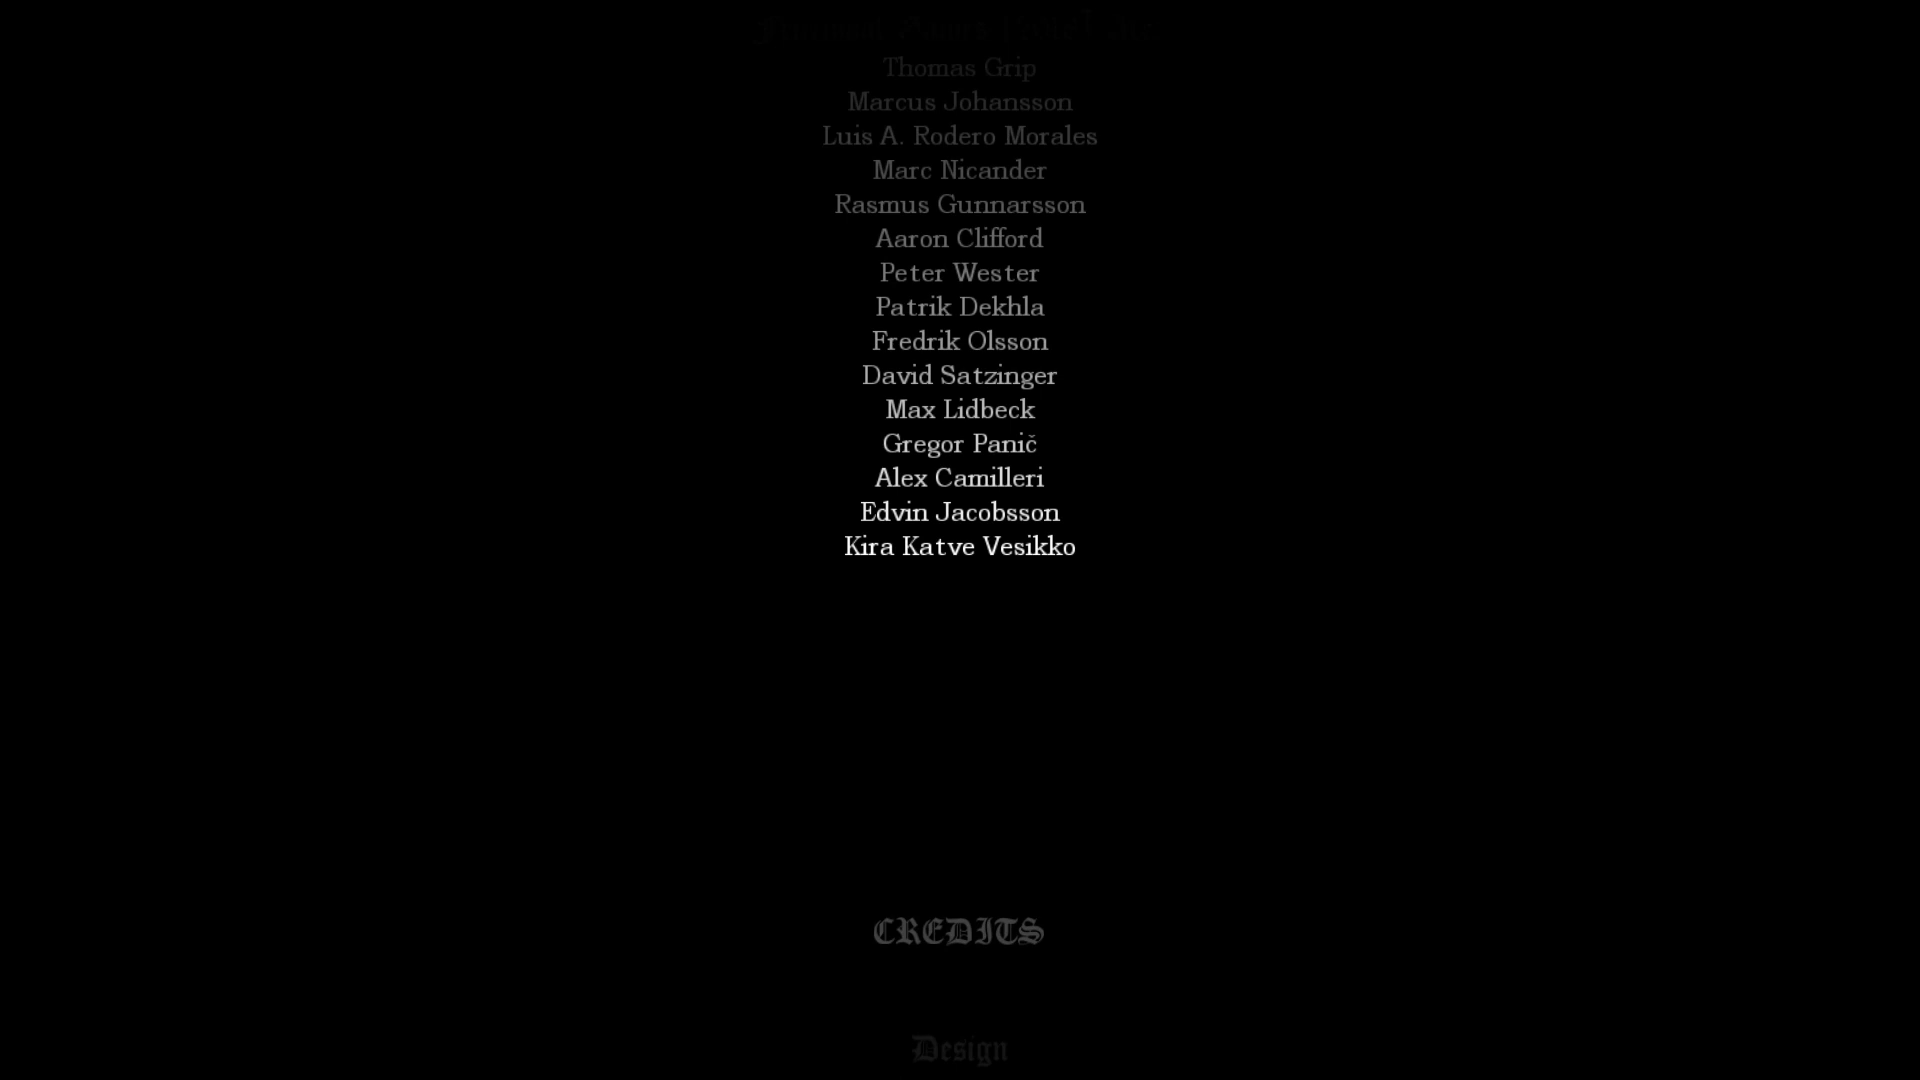 Thomas Grip
Marcus Johansson
Luis A. Rodero Morales
Marc Nicander
Rasmus Gunnarsson
Aaron Clifford
Peter Wester
Patrik Dekhla
Fredrik Olsson
David Satzinger
Max Lidbeck
Gregor Panič
Alex Camilleri
Edvin Jacobsson
Kira Katve Vesikko
CREDITS
Design